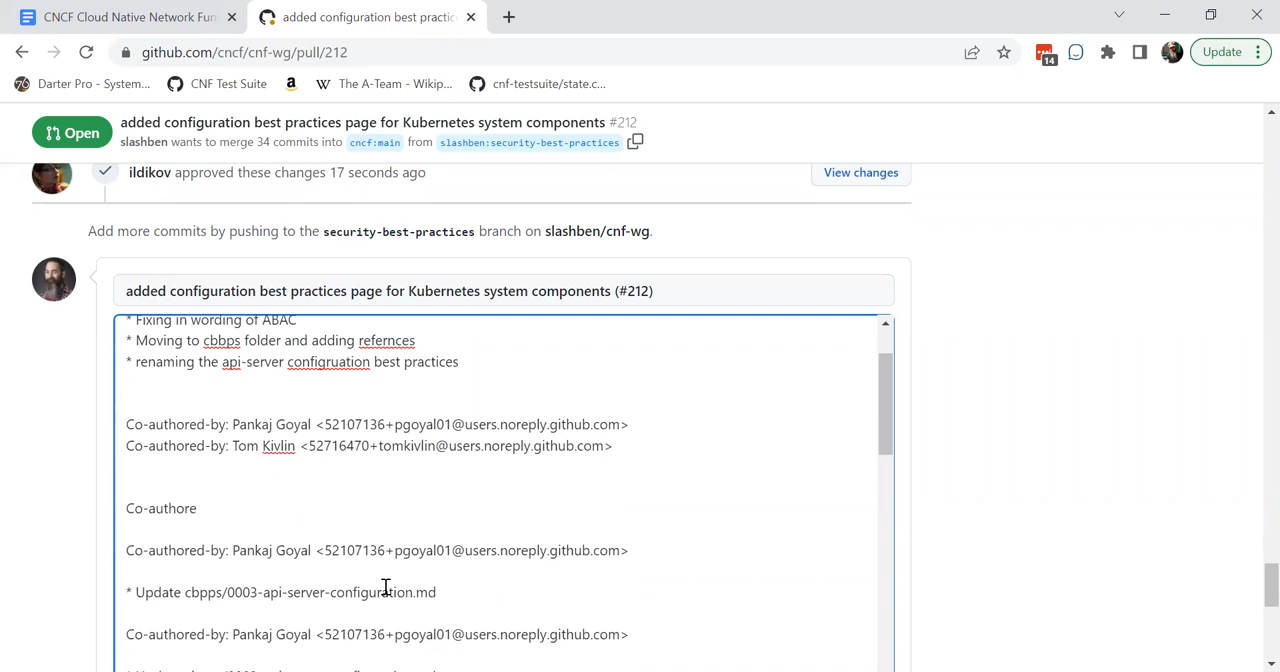 CNCF Cloud Native Network Fun
added configuration best practic
github.com/cncf/cnf-wg/pull/212
14
Update
76 Darter Pro - System...
CNF Test Suite
a
W The A-Team - Wikip...
cnf-testsuite/state.c...
Open
added configuration best practices page for Kubernetes system components #212
slashben wants to merge 34 commits into cncf:main from slashben:security-best-practices
ildikov approved these changes 17 seconds ago
View changes
Add more commits by pushing to the security-best-practices branch on slashben/cnf-wg.
added configuration best practices page for Kubernetes system components (#212)
* Fixing in wording of ABAC
* Moving to cbbps folder and adding refernces
* renaming the api-server configruation best practices
Co-authored-by: Pankaj Goyal <52107136+pgoyal01@users.noreply.github.com>
Co-authored-by: Tom Kivlin <52716470+tomkivlin@users.noreply.github.com>
Co-authore
Co-authored-by: Pankaj Goyal <52107136+pgoyal01@users.noreply.github.com>
* Update cbpps/0003-api-server-configuration.md
Co-authored-by: Pankaj Goyal <52107136+pgoyal01@users.noreply.github.com>